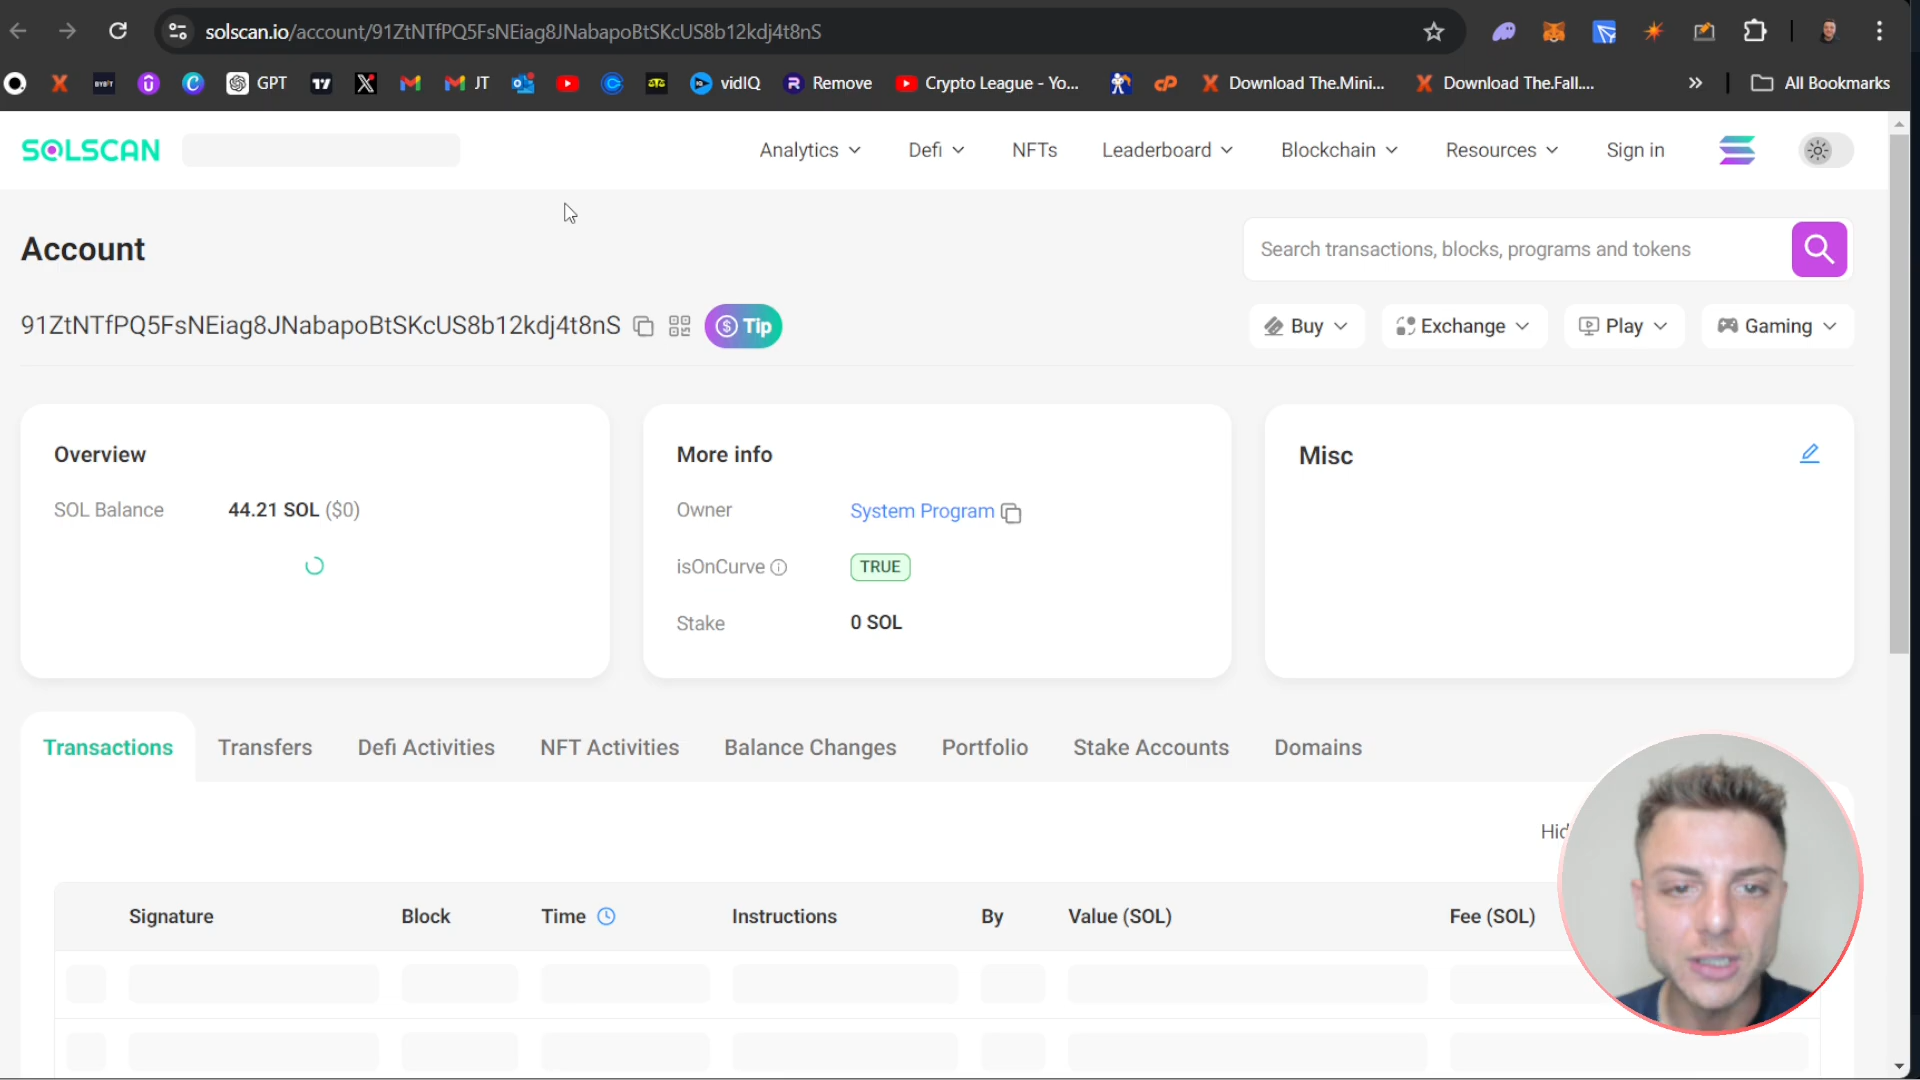 solscan.io/account/91ZtNTfPQ5FsNEiag8JNabapoBtSKcUS8b12kdj4t8nS
BYBIT GPT JT vidIQ Remove Crypto League - Yo... Download The.Mini... Download The.Fall.... All Bookmarks
SOLSCAN
Analytics Defi NFTs Leaderboard Blockchain Resources Sign in
Account
Search transactions, blocks, programs and tokens
91ZtNTfPQ5FsNEiag8JNabapoBtSKcUS8b12kdj4t8nS Tip
Buy Exchange Play Gaming
Overview
SOL Balance 44.21 SOL ($0)
More info
Owner System Program
isOnCurve TRUE
Stake 0 SOL
Misc
Transactions Transfers Defi Activities NFT Activities Balance Changes Portfolio Stake Accounts Domains
Hid
Signature Block Time Instructions By Value (SOL) Fee (SOL)